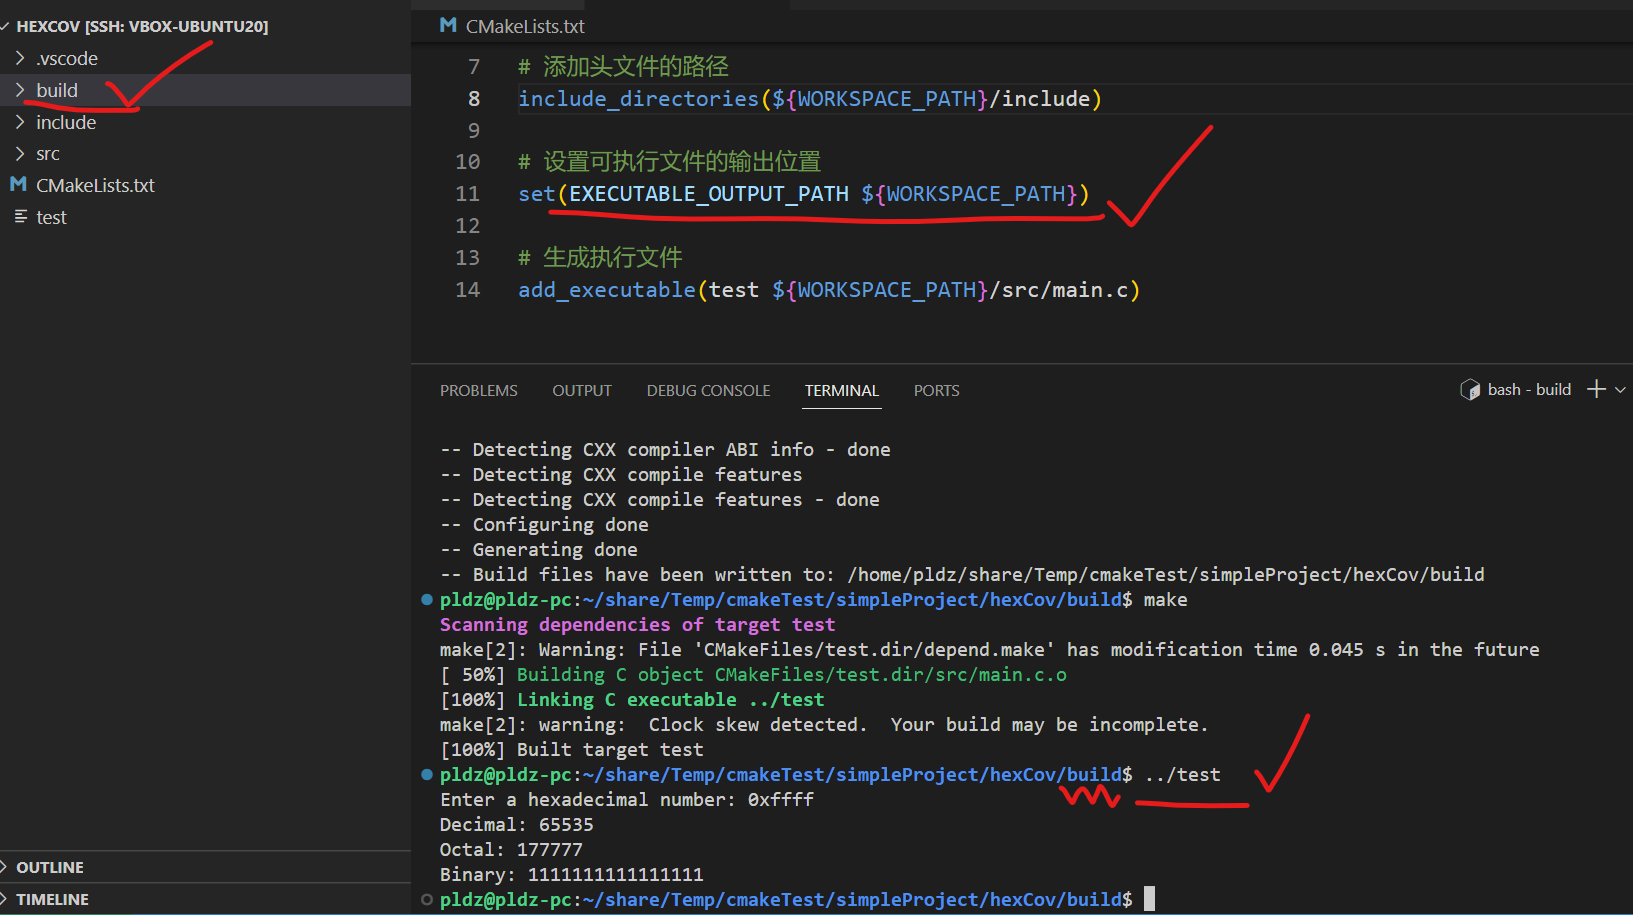 HEXCOV [SSH: VBOX-UBUNTU20]
.vscode
build
include
src
CMakeLists.txt
test
OUTLINE
TIMELINE
CMakeLists.txt
7 # 添加头文件的路径
8 include_directories(${WORKSPACE_PATH}/include)
9
10 # 设置可执行文件的输出位置
11 set(EXECUTABLE_OUTPUT_PATH ${WORKSPACE_PATH})
12
13 # 生成执行文件
14 add_executable(test ${WORKSPACE_PATH}/src/main.c)
PROBLEMS OUTPUT DEBUG CONSOLE TERMINAL PORTS bash - build
-- Detecting CXX compiler ABI info - done
-- Detecting CXX compile features
-- Detecting CXX compile features - done
-- Configuring done
-- Generating done
-- Build files have been written to: /home/pldz/share/Temp/cmakeTest/simpleProject/hexCov/build
pldz@pldz-pc:~/share/Temp/cmakeTest/simpleProject/hexCov/build$ make
Scanning dependencies of target test
make[2]: Warning: File 'CMakeFiles/test.dir/depend.make' has modification time 0.045 s in the future
[ 50%] Building C object CMakeFiles/test.dir/src/main.c.o
[100%] Linking C executable ../test
make[2]: warning:  Clock skew detected.  Your build may be incomplete.
[100%] Built target test
pldz@pldz-pc:~/share/Temp/cmakeTest/simpleProject/hexCov/build$ ../test
Enter a hexadecimal number: 0xffff
Decimal: 65535
Octal: 177777
Binary: 1111111111111111
pldz@pldz-pc:~/share/Temp/cmakeTest/simpleProject/hexCov/build$